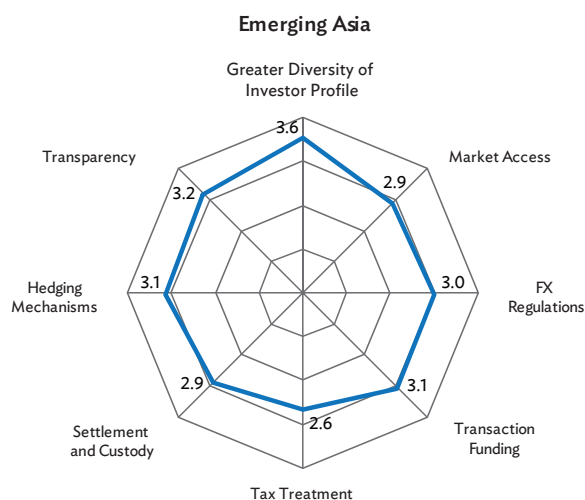 Emerging Asia
Greater Diversity of
Investor Profile
3.6
Transparency
Market Access
3.2
2.9
Hedging
Mechanisms
3.1
3.0
FX
Regulations
2.9
3.1
Settlement
and Custody
2.6
Transaction
Funding
Tax Treatment